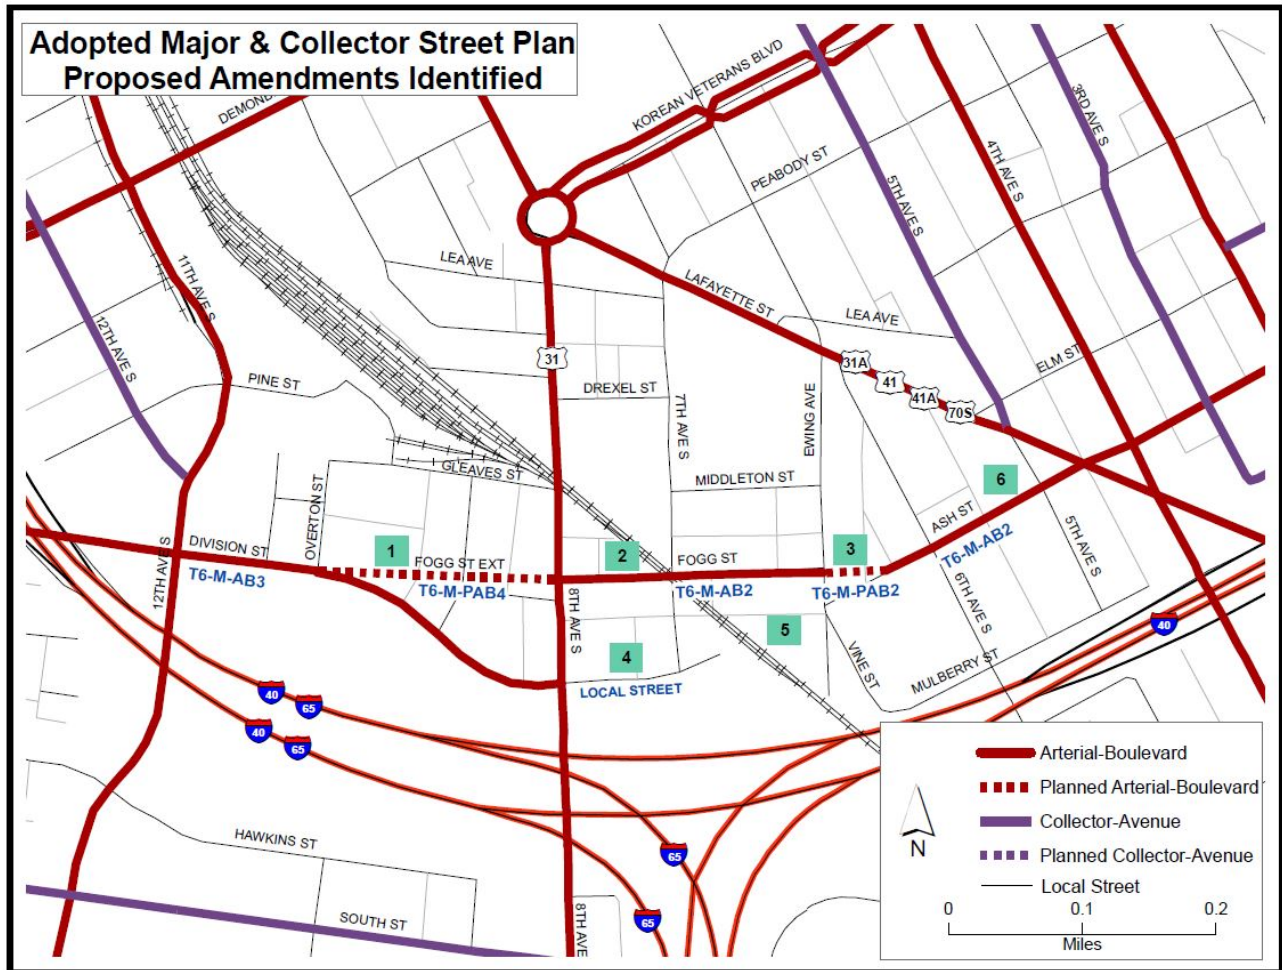 Adopted Major & Collector Street Plan
Proposed Amendments Identified
KOREAN VETERANS BLVD
3RD AVE S
4TH AVE S
PEABODY ST
5TH AVE S
LEA AVE
11TH AVE S
LAFAYETTE ST
12TH AVE S
LEA AVE
31
31A
41
41A
70S
ELM ST
PINE ST
DREXEL ST
7TH AVE S
EWING AVE
GLEAVES ST
MIDDLETON ST
6
OVERTON ST
ASH ST
5TH AVE S
DIVISION ST
1
FOGG ST EXT
2
FOGG ST
3
T6-M-AB2
12TH AVE S
T6-M-AB3
T6-M-PAB4
T6-M-AB2
T6-M-PAB2
6TH AVE S
8TH AVE S
5
4
VINE ST
MULBERRY ST
40
LOCAL STREET
40
65
40
65
HAWKINS ST
65
SOUTH ST
8TH AVE
65
Arterial-Boulevard
Planned Arterial-Boulevard
Collector-Avenue
Planned Collector-Avenue
Local Street
N
0
0.1
0.2
Miles